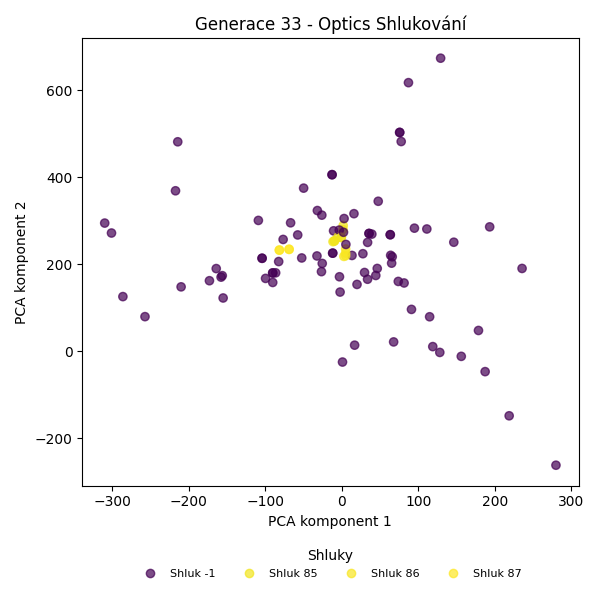 Generace 33 - Optics Shlukování
PCA komponent 2
600
400
200
0
−200
−300
−200
−100
0
100
200
300
PCA komponent 1
Shluky
Shluk -1
Shluk 85
Shluk 86
Shluk 87